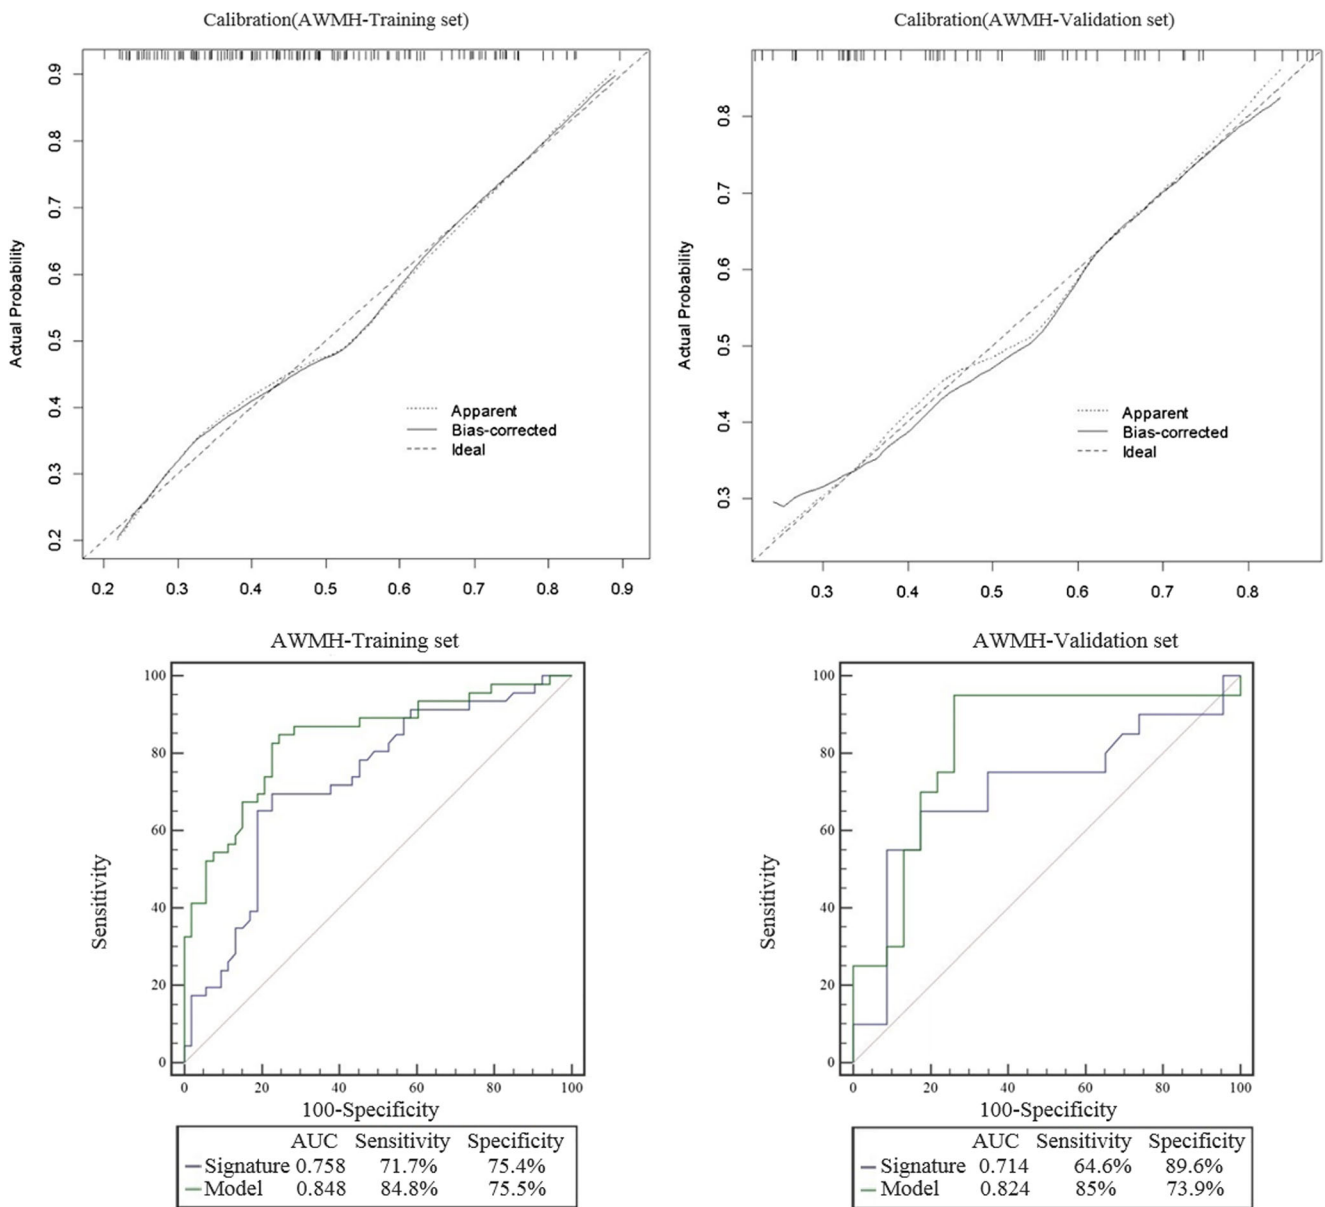 Calibration(AWMH-Training set)
Actual Probability
0.9
0.8
0.7
0.6
0.5
0.4
0.3
0.2
Apparent
Bias-corrected
Ideal
0.2 0.3 0.4 0.5 0.6 0.7 0.8 0.9
Calibration(AWMH-Validation set)
Actual Probability
0.8
0.7
0.6
0.5
0.4
0.3
Apparent
Bias-corrected
Ideal
0.3 0.4 0.5 0.6 0.7 0.8
AWMH-Training set
Sensitivity
100
80
60
40
20
0
0 20 40 60 80 100
100-Specificity
AUC Sensitivity Specificity
Signature 0.758 71.7% 75.4%
Model 0.848 84.8% 75.5%
AWMH-Validation set
Sensitivity
100
80
60
40
20
0
0 20 40 60 80 100
100-Specificity
AUC Sensitivity Specificity
Signature 0.714 64.6% 89.6%
Model 0.824 85% 73.9%